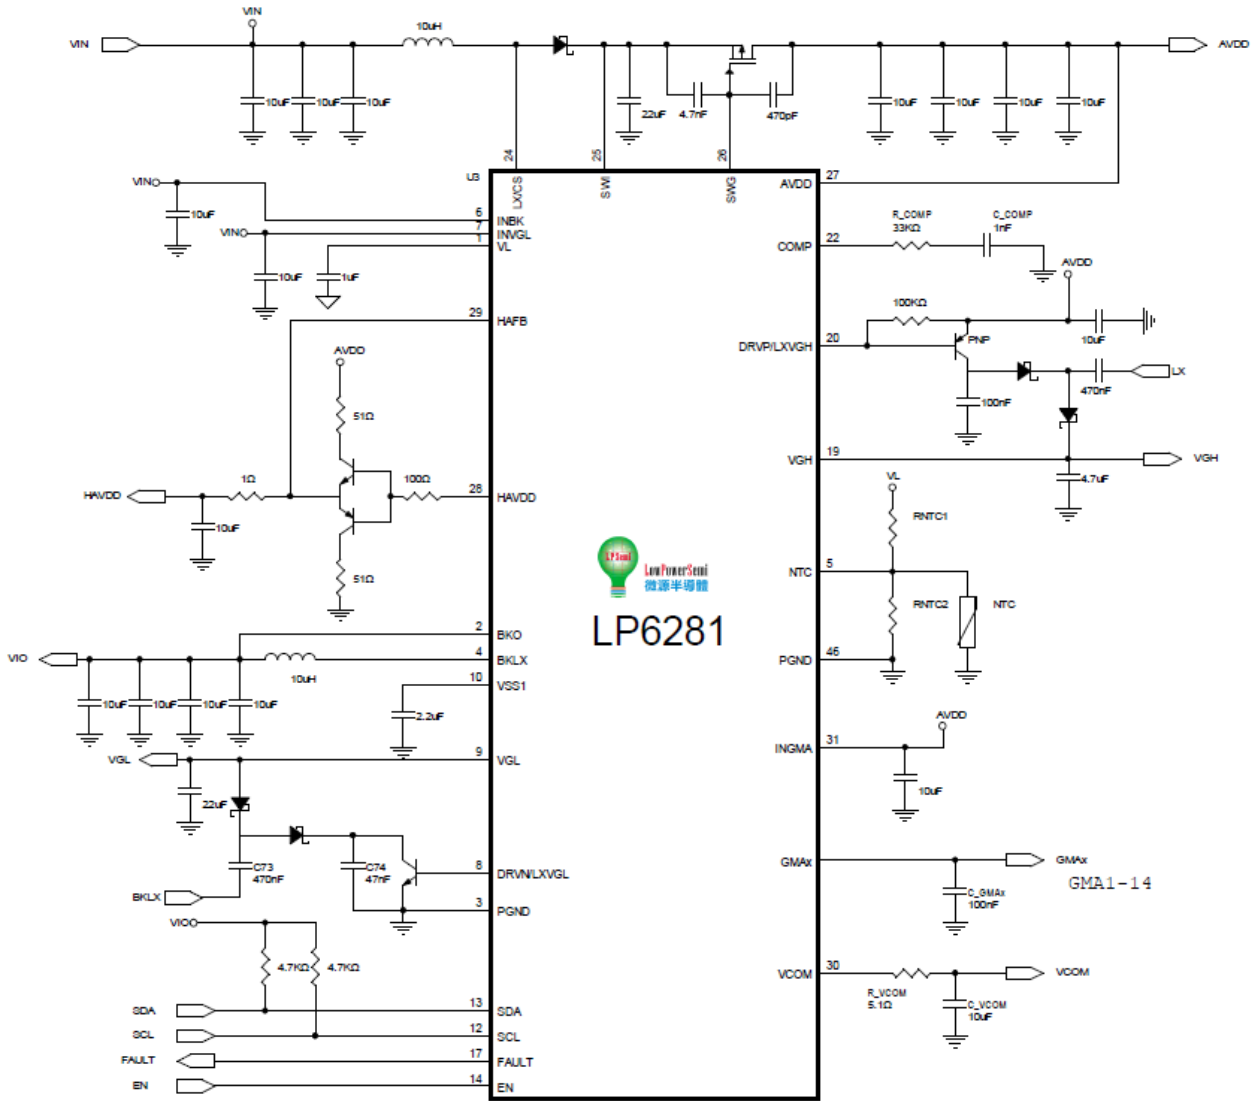 VIN
10uH
VIN
AVDD
10uF
10uF
10uF
22uF
4.7nF
470pF
10uF
10uF
10uF
10uF
24
25
26
U3
LX/CS
SWI
SWG
AVDD
27
VIN
10uF
6
INBK
7
INVGL
1
VL
VIN
10uF
1uF
COMP
22
R_COMP
33KΩ
C_COMP
1nF
AVDD
29
HAFB
100KΩ
10uF
DRVP/LXVGH
20
PNP
AVDD
51Ω
100nF
470nF
LX
VGH
19
VGH
4.7uF
HAVDD
1Ω
100Ω
28
HAVDD
10uF
51Ω
VL
RNTC1
NTC
5
RNTC2
NTC
PGND
46
LPSemi
LowPowerSemi
微源半導體
LP6281
2
BKO
VIO
4
BKLX
10uH
10
VSS1
10uF
10uF
10uF
10uF
2.2uF
AVDD
INGMA
31
10uF
VGL
9
VGL
22uF
C73
470nF
C74
47nF
8
DRVN/LXVGL
BKLX
3
PGND
GMAx
GMAx
GMA1-14
C_GMAx
100nF
VIO
4.7KΩ
4.7KΩ
VCOM
30
R_VCOM
5.1Ω
VCOM
C_VCOM
10uF
SDA
13
SDA
SCL
12
SCL
FAULT
17
FAULT
EN
14
EN